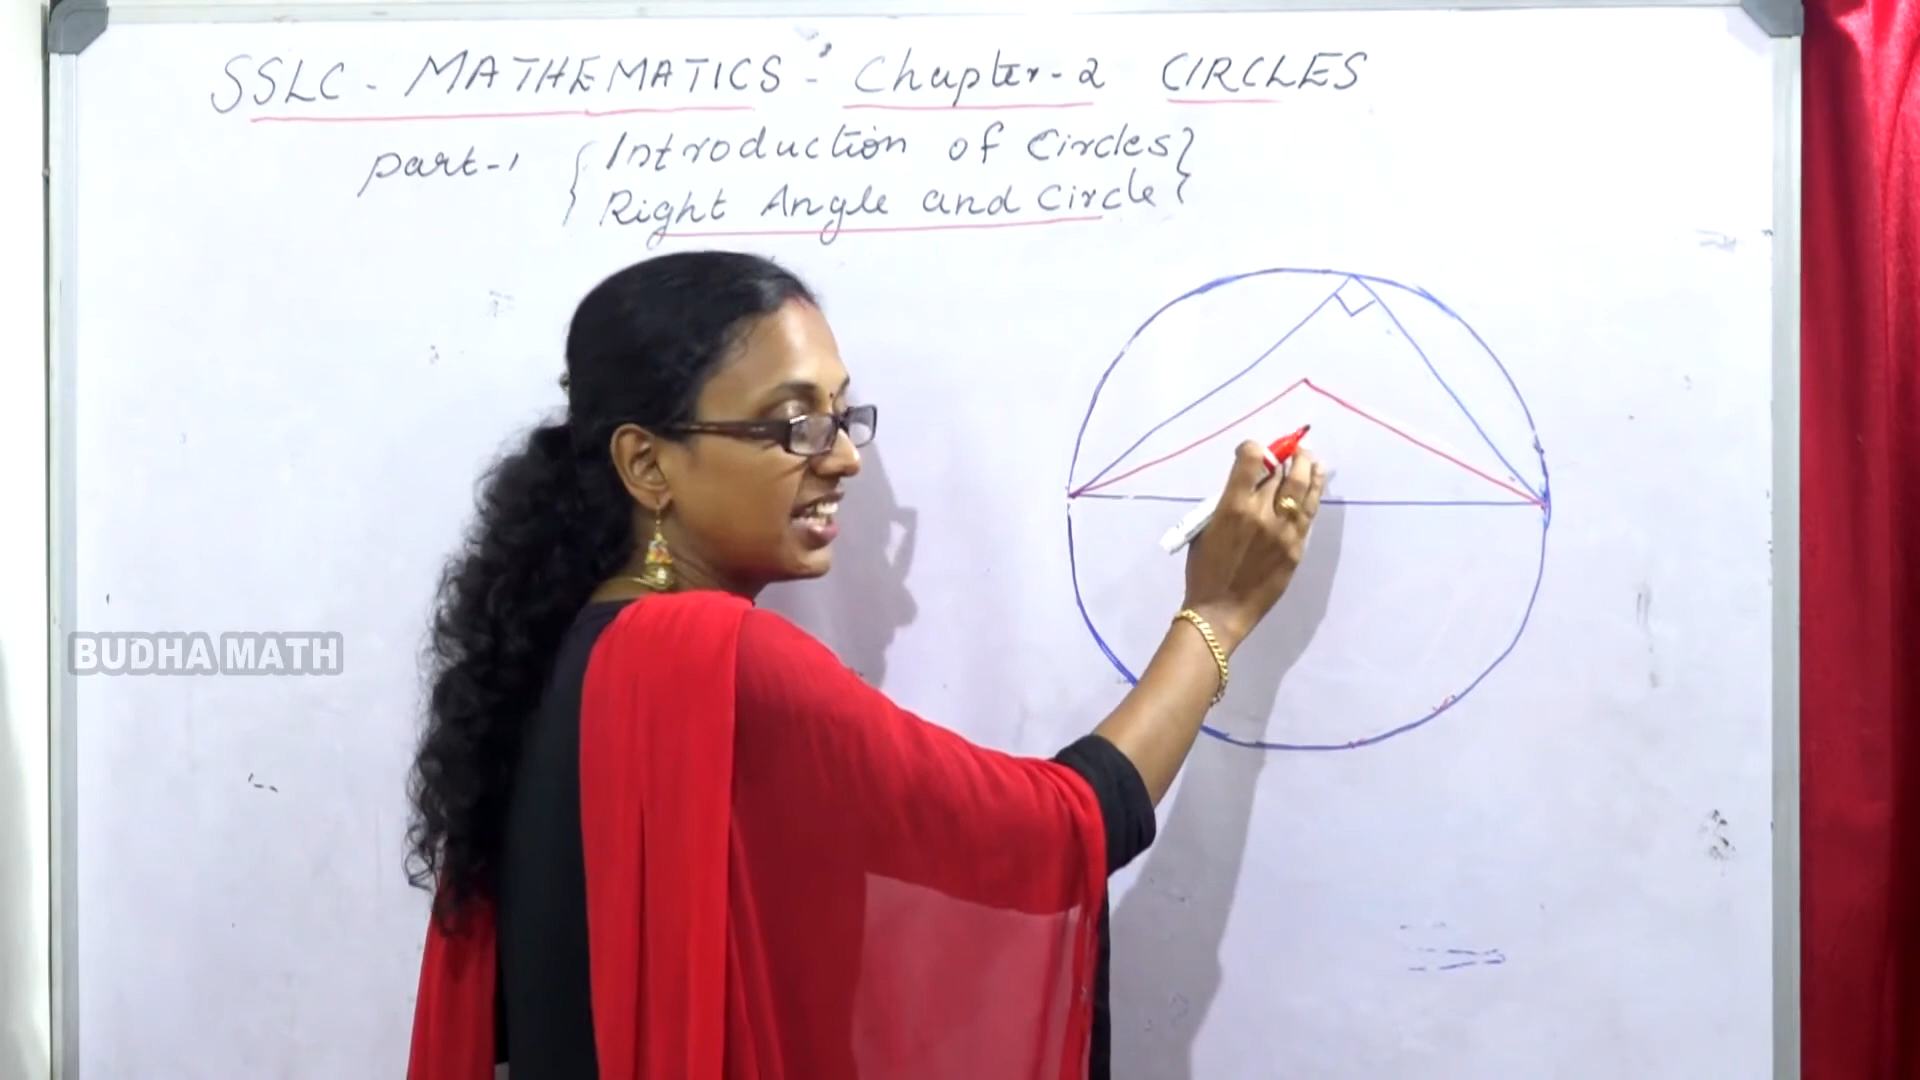 SSLC - MATHEMATICS - Chapter-2 CIRCLES
part-1 { Introduction of Circles }
Right Angle and Circle
BUDHA MATH